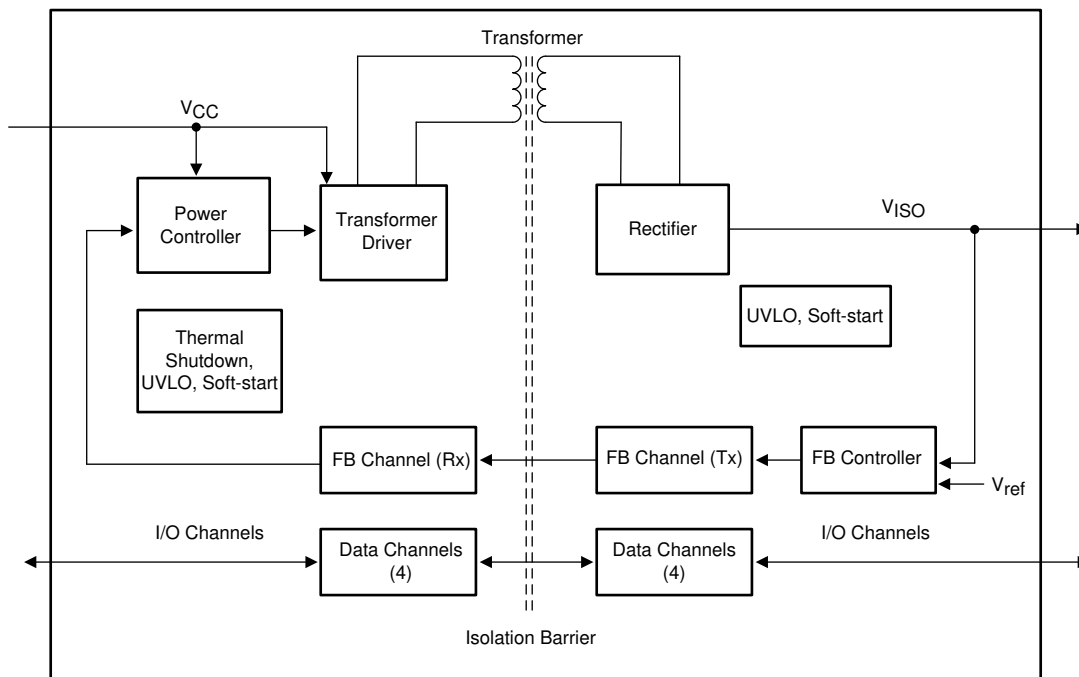 Transformer
VCC
Power
Controller
Transformer
Driver
Rectifier
VISO
Thermal
Shutdown,
UVLO, Soft-start
UVLO, Soft-start
FB Channel (Rx)
FB Channel (Tx)
FB Controller
Vref
I/O Channels
Data Channels
(4)
Data Channels
(4)
I/O Channels
Isolation Barrier